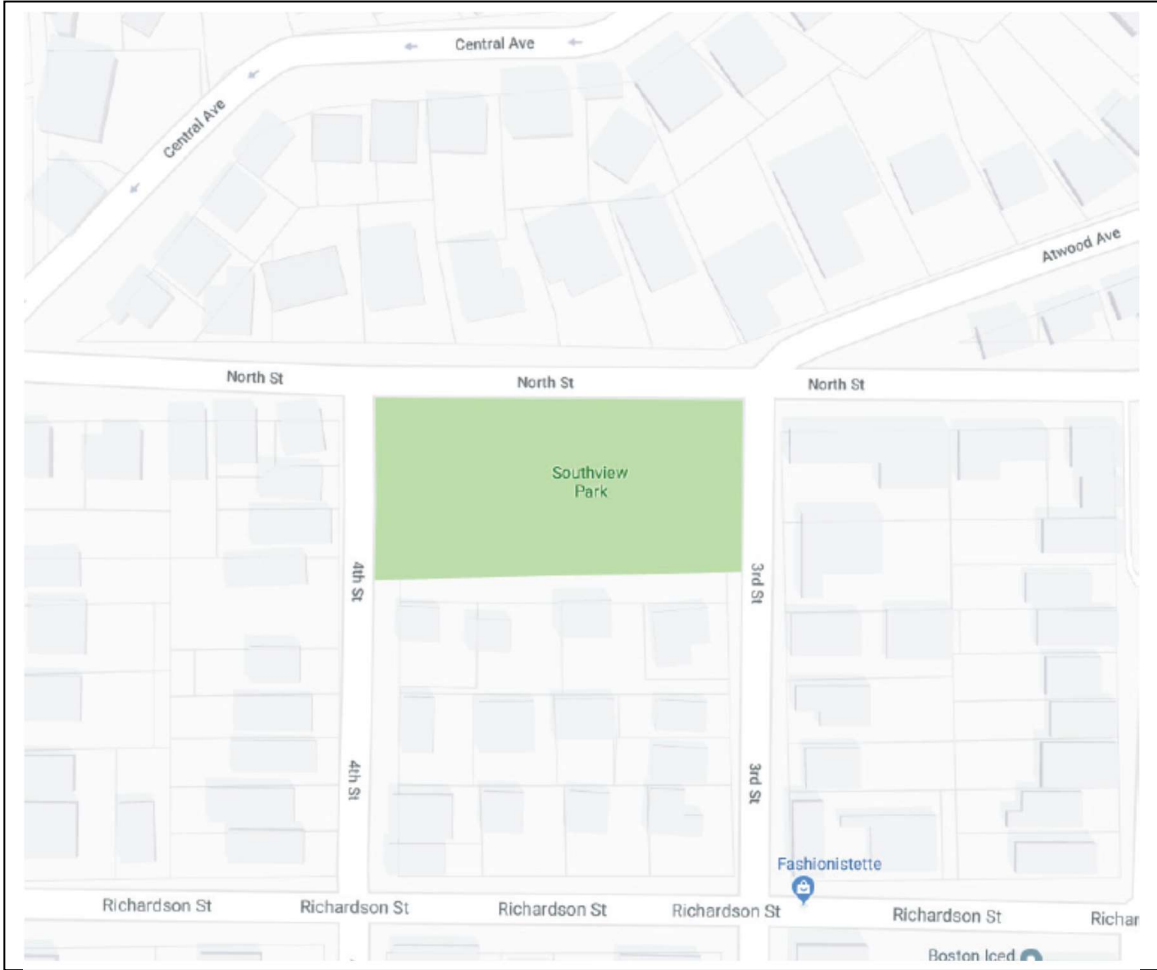 Central Ave
Central Ave
Atwood Ave
North St
North St
North St
Southview
Park
4th St
3rd St
4th St
3rd St
Fashionistette
Richardson St
Richardson St
Richardson St
Richardson St
Richardson St
Richar
Boston Iced